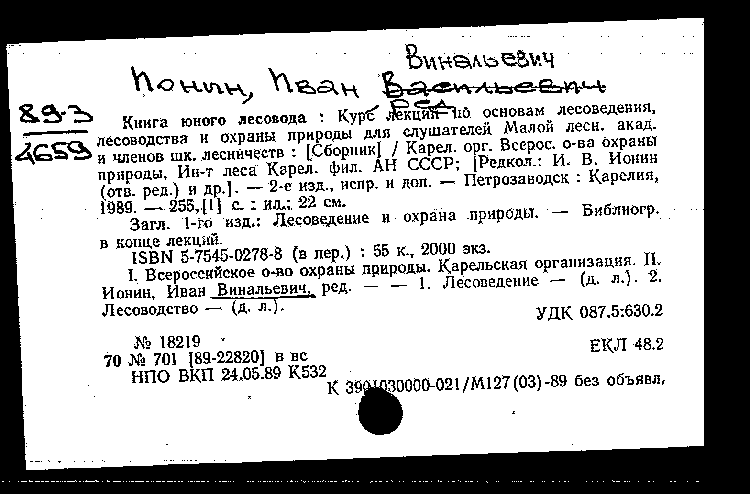 Винальевич
Ионин, Иван Васильевич
ред.
89-3
4659
Книга юного лесовода : Курс лекций по основам лесоведения,
лесоводства и охраны природы для слушателей Малой лесн. акад.
и членов шк. лесничеств : [Сборник] / Карел. орг. Всерос. о-ва охраны
природы, Ин-т леса Карел. фил. АН СССР; [Редкол.: И. В. Ионин
(отв. ред.) и др.]. — 2-е изд., испр. и доп. — Петрозаводск : Карелия,
1989. — 255,[1] с. : ил.; 22 см.
Загл. 1-го изд.: Лесоведение и охрана природы. — Библиогр.
в конце лекций.
ISBN 5-7545-0278-8 (в пер.) : 55 к., 2000 экз.
I. Всероссийское о-во охраны природы. Карельская организация. II.
Ионин, Иван Винальевич, ред. — — 1. Лесоведение — (д. л.). 2.
Лесоводство — (д. л.).
УДК 087.5:630.2
№ 18219
ЕКЛ 48.2
70 № 701 [89-22820] в вс
НПО ВКП 24.05.89 К532
К 3901030000-021/М127(03)-89 без объявл.